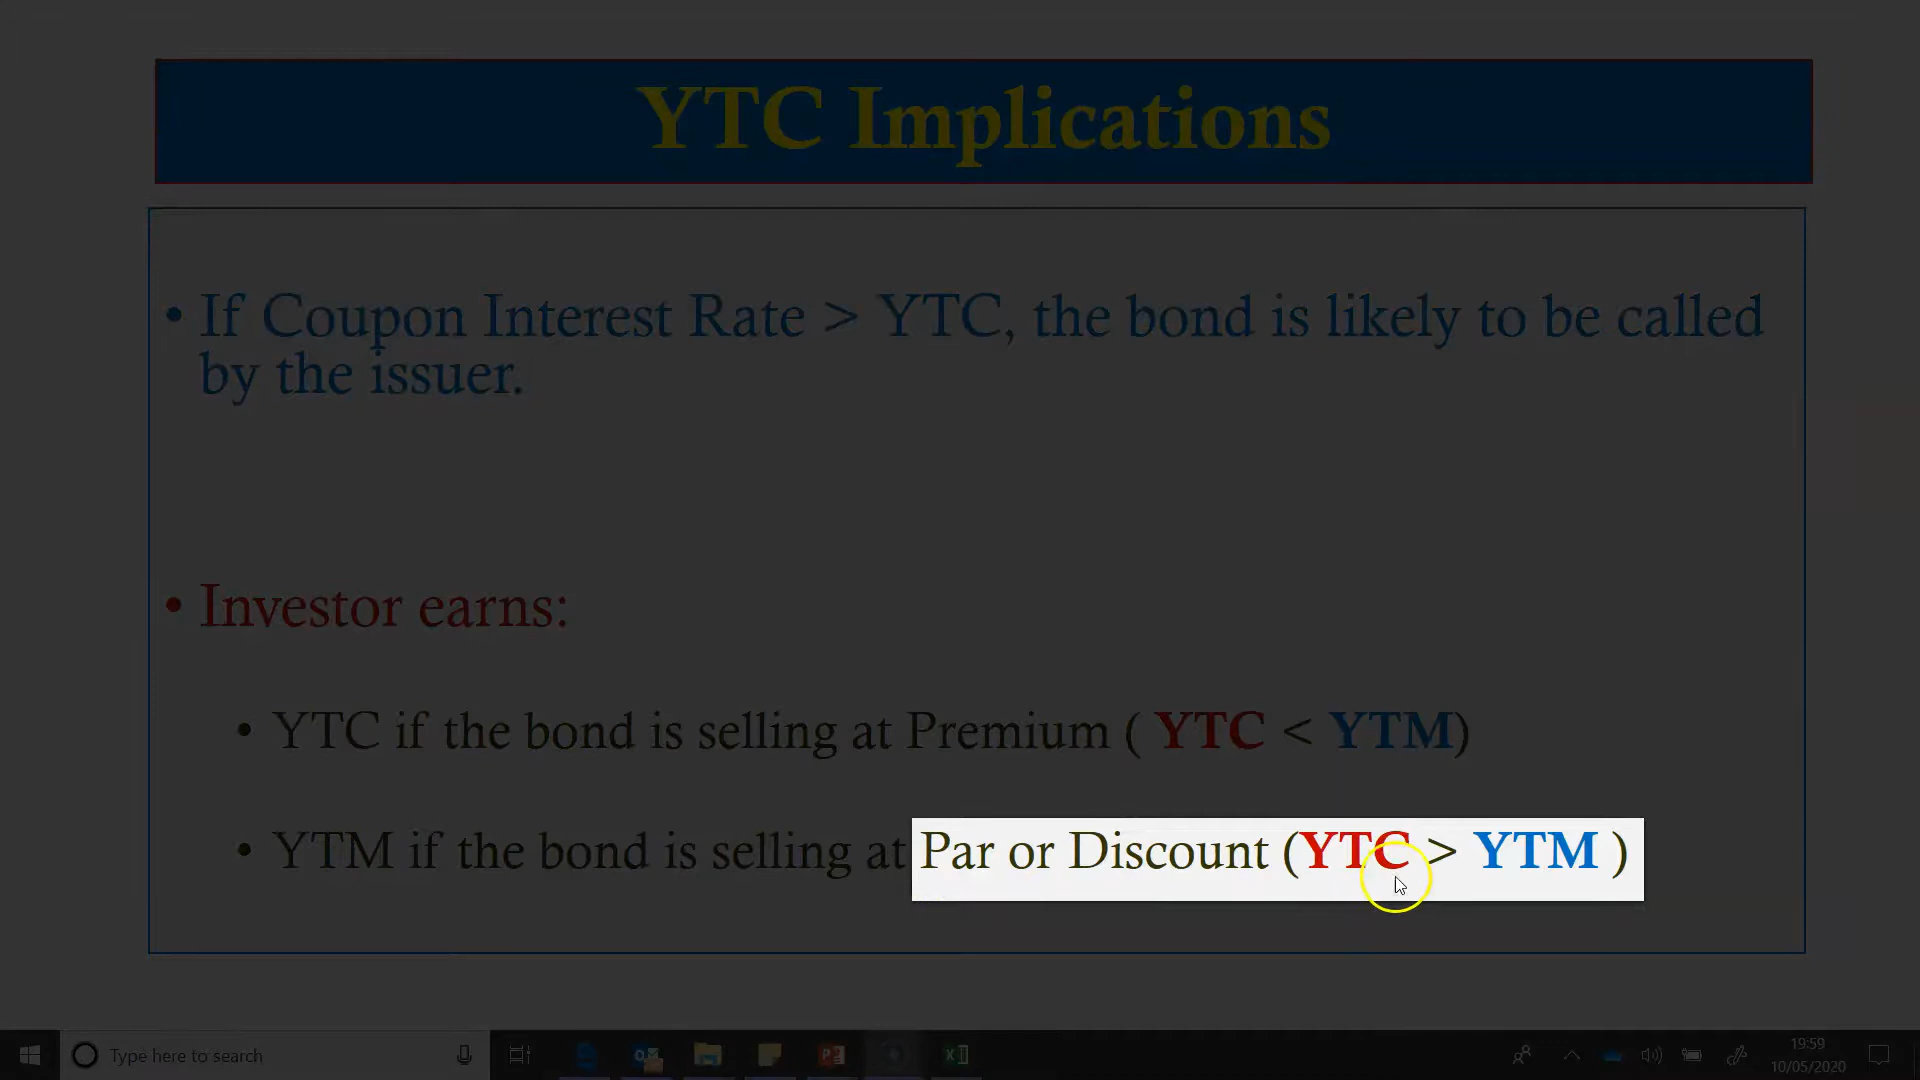 YTC Implications
• If Coupon Interest Rate > YTC, the bond is likely to be called
by the issuer.
• Investor earns:
• YTC if the bond is selling at Premium ( YTC < YTM)
• YTM if the bond is selling at Par or Discount (YTC > YTM )
Type here to search
19:59
10/05/2020